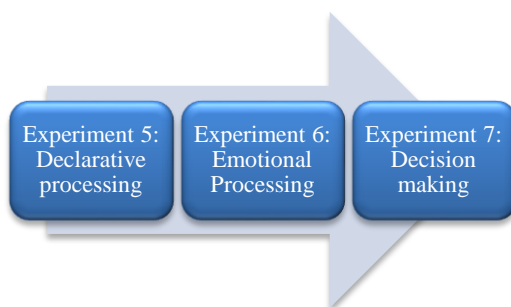 Experiment 5:
Declarative
processing
Experiment 6:
Emotional
Processing
Experiment 7:
Decision
making